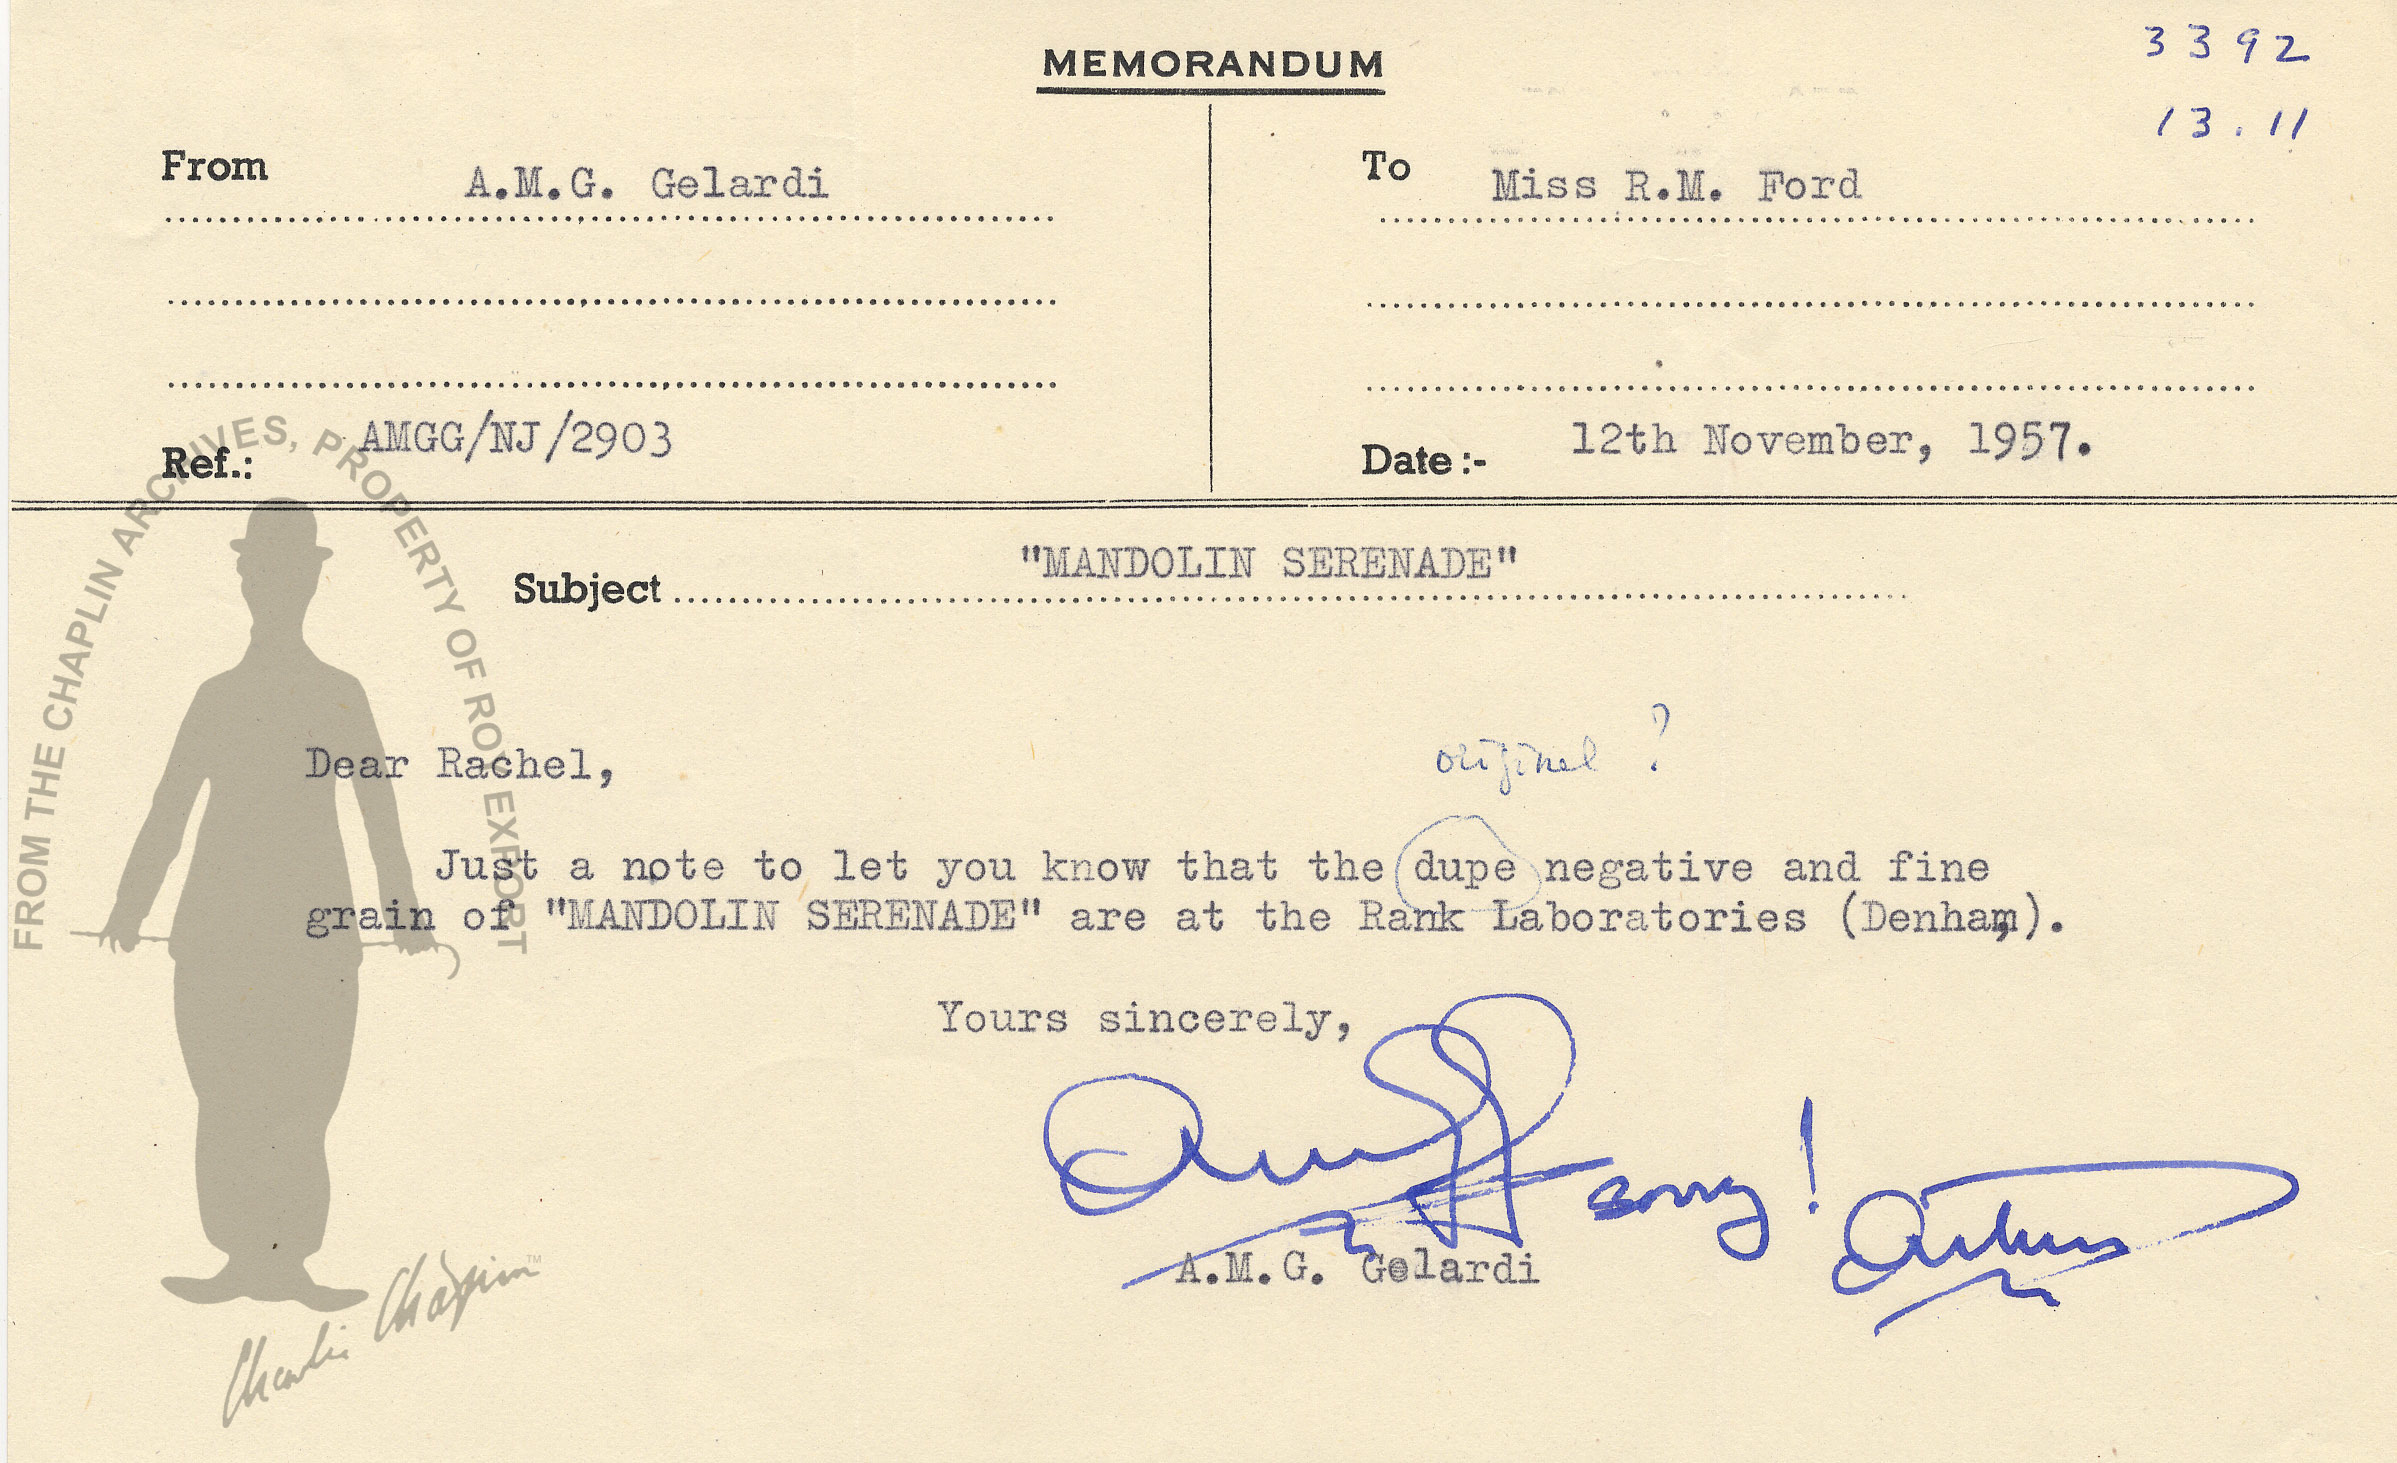 3392
MEMORANDUM
13.11
From A.M.G. Gelardi
To Miss R.M. Ford
Ref.: AMGG/NJ/2903
Date:- 12th November, 1957.
Subject "MANDOLIN SERENADE"
original ?
Dear Rachel,
Just a note to let you know that the dupe negative and fine
grain of "MANDOLIN SERENADE" are at the Rank Laboratories (Denham).
Yours sincerely,
sorry!
Arthur
A.M.G. Gelardi
FROM THE CHAPLIN ARCHIVES, PROPERTY OF ROY EXPORT
Charlie Chaplin™